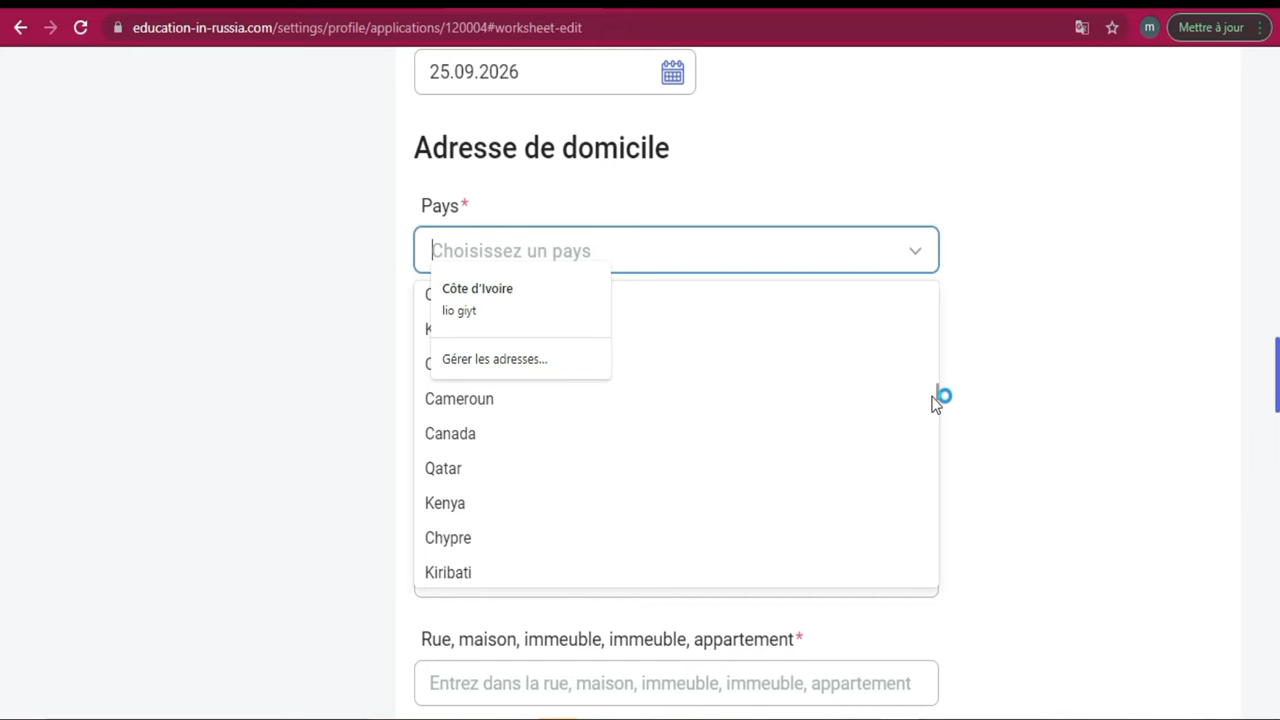 education-in-russia.com/settings/profile/applications/120004#worksheet-edit
m
Mettre à jour
25.09.2026
Adresse de domicile
Pays*
Choisissez un pays
Côte d'Ivoire
lio giyt
Gérer les adresses...
Cameroun
Canada
Qatar
Kenya
Chypre
Kiribati
Rue, maison, immeuble, immeuble, appartement*
Entrez dans la rue, maison, immeuble, immeuble, appartement